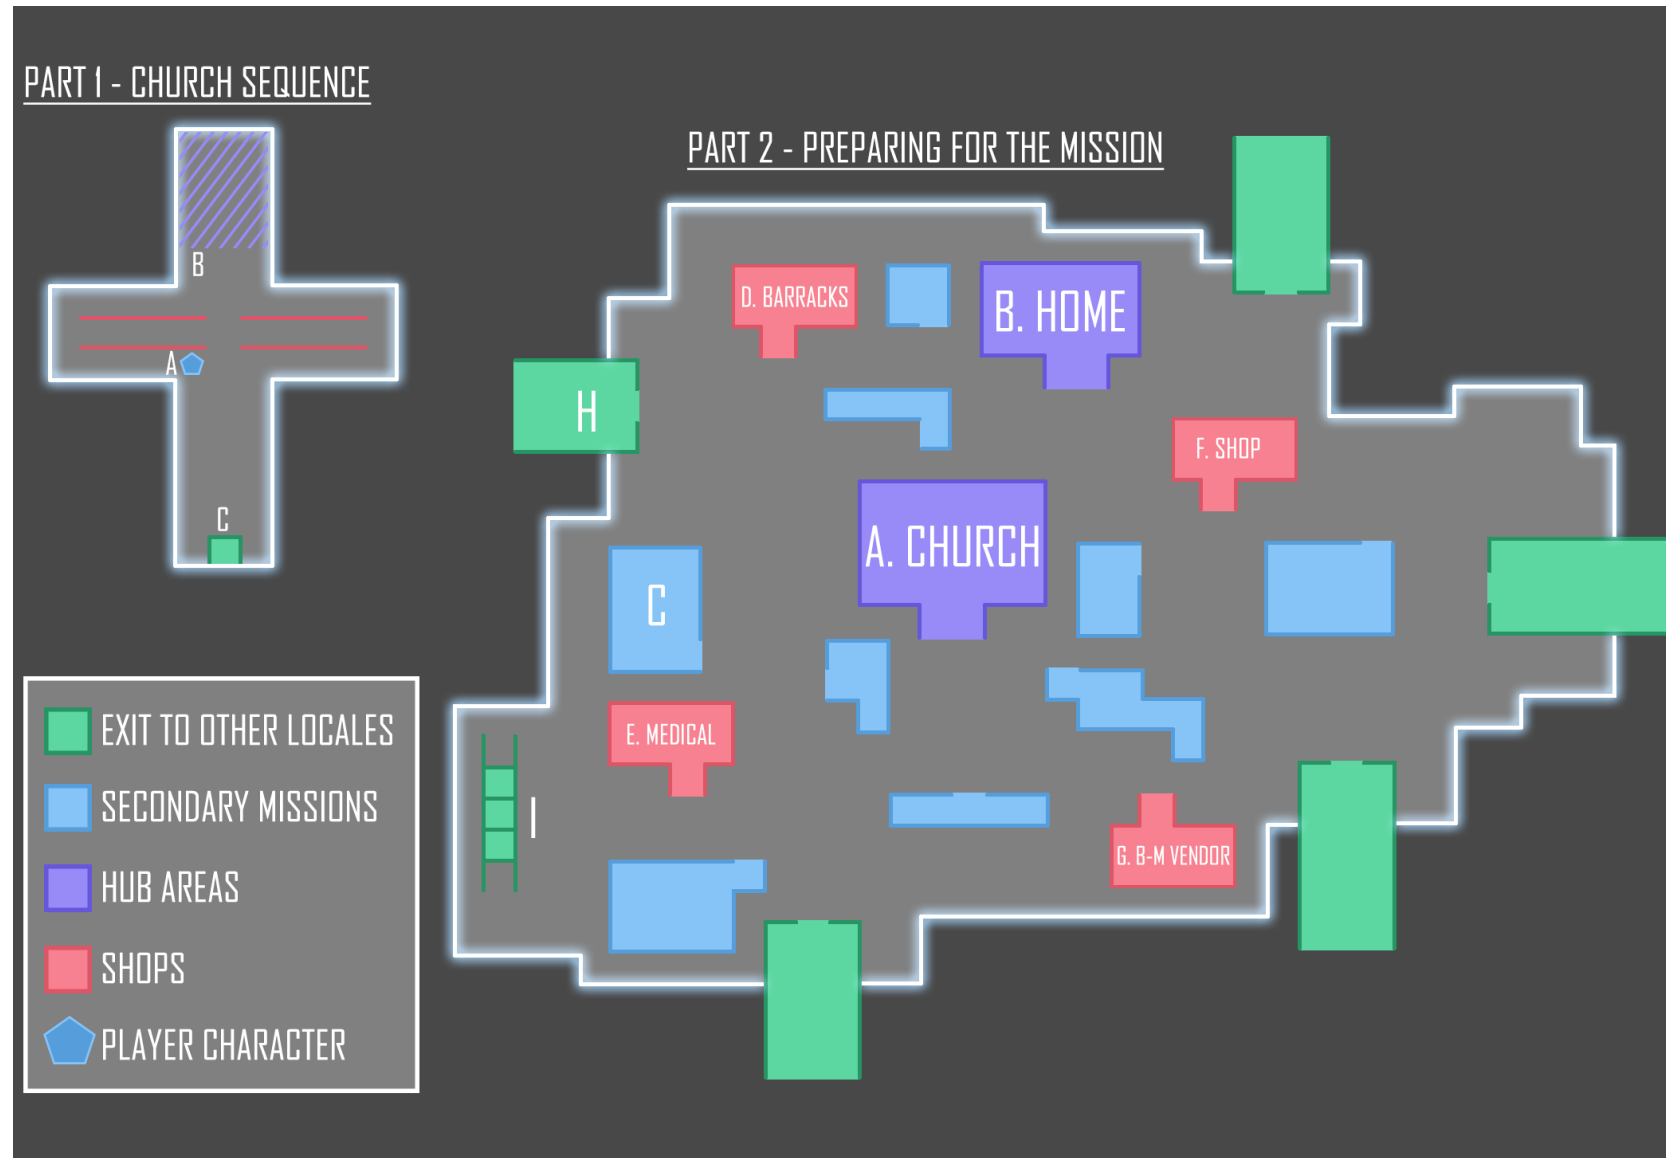 PART 1 - CHURCH SEQUENCE
PART 2 - PREPARING FOR THE MISSION
B
A
C
D. BARRACKS
B. HOME
H
F. SHOP
A. CHURCH
C
E. MEDICAL
I
G. B-M VENDOR
EXIT TO OTHER LOCALES
SECONDARY MISSIONS
HUB AREAS
SHOPS
PLAYER CHARACTER